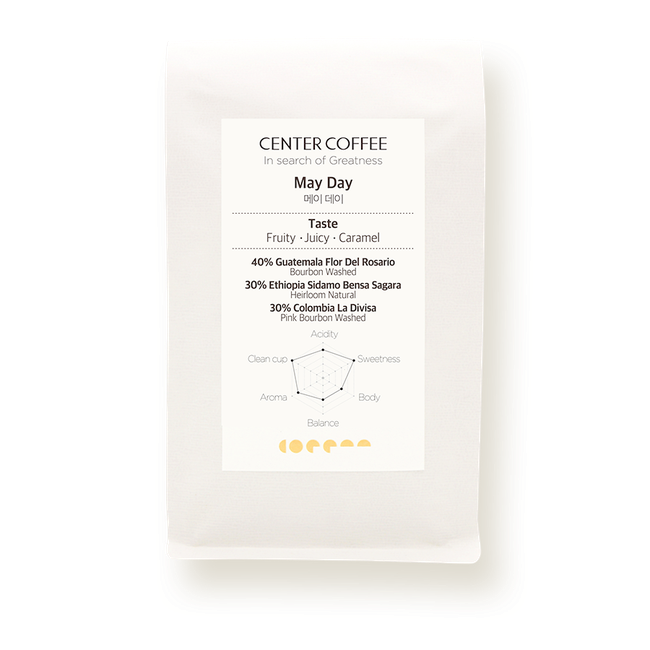 CENTER COFFEE
In search of Greatness
May Day
메이 데이
Taste
Fruity · Juicy · Caramel
40% Guatemala Flor Del Rosario
Bourbon Washed
30% Ethiopia Sidamo Bensa Sagara
Heirloom Natural
30% Colombia La Divisa
Pink Bourbon Washed
Acidity
Clean cup
Sweetness
Aroma
Body
Balance